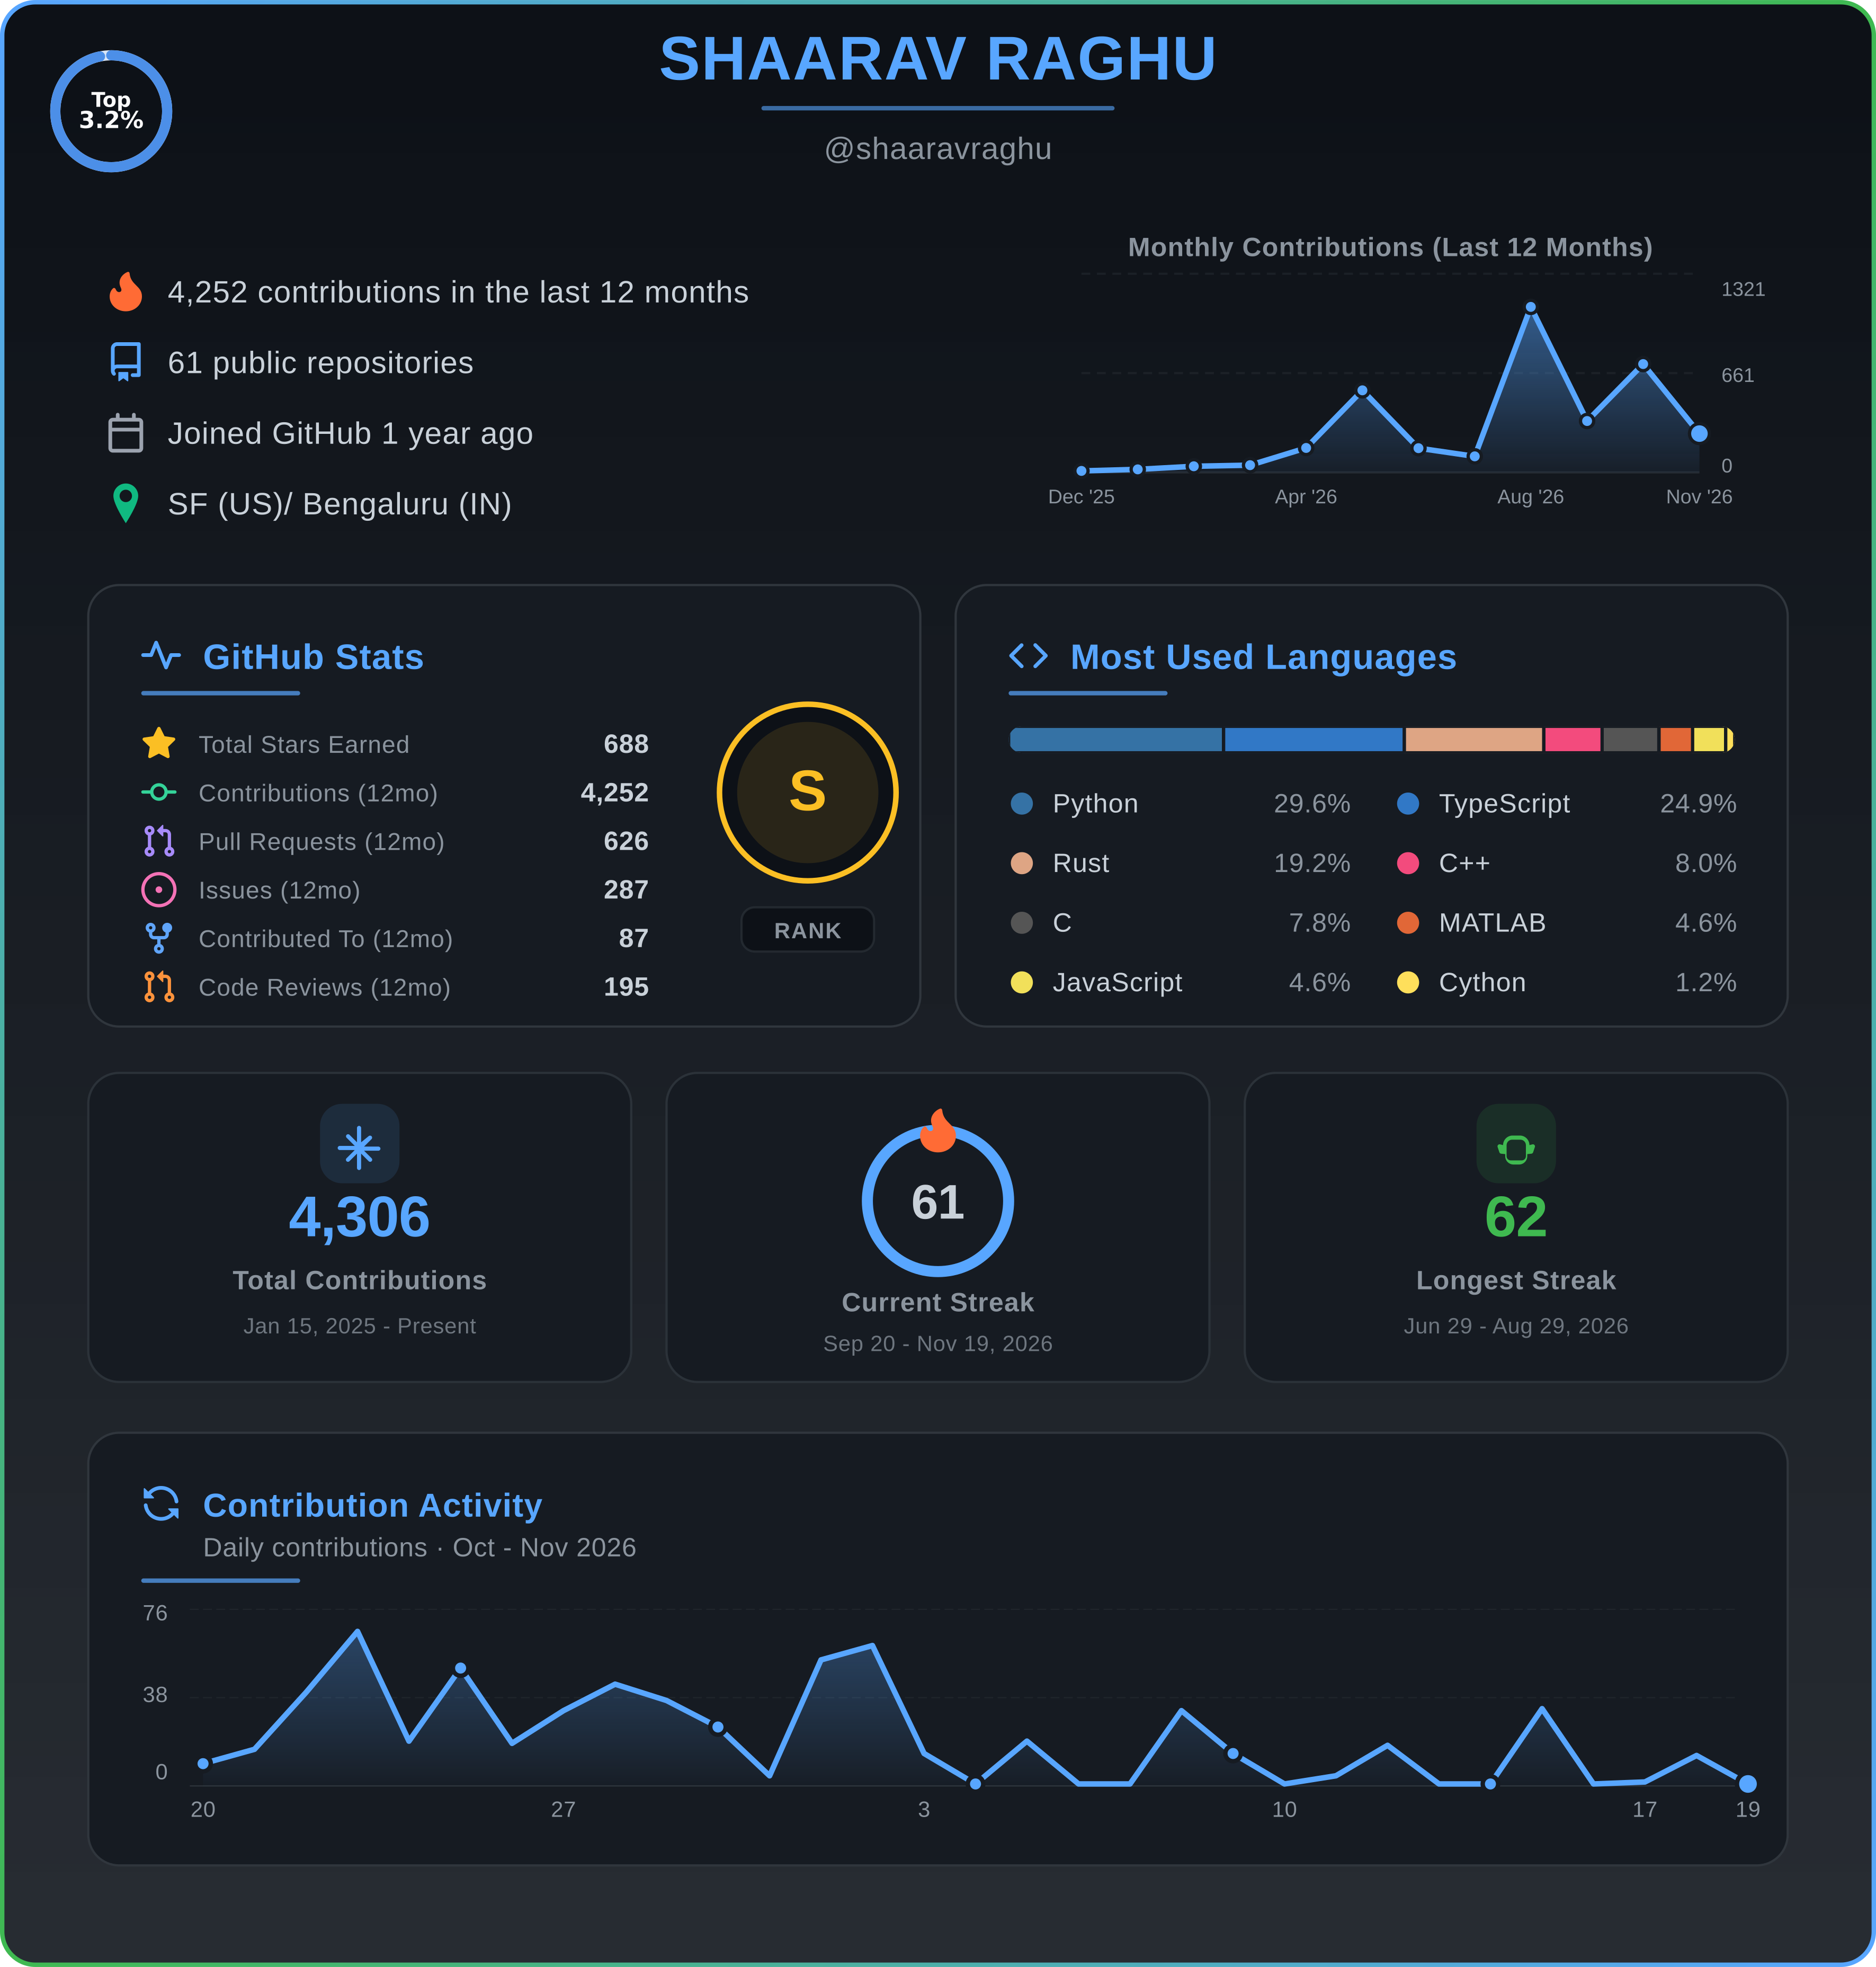 Top
3.2%
SHAARAV RAGHU
@shaaravraghu
4,252 contributions in the last 12 months
61 public repositories
Joined GitHub 1 year ago
SF (US)/ Bengaluru (IN)
Monthly Contributions (Last 12 Months)
1321
661
0
Dec '25 Apr '26 Aug '26 Nov '26
GitHub Stats
Total Stars Earned 688
Contributions (12mo) 4,252
Pull Requests (12mo) 626
Issues (12mo) 287
Contributed To (12mo) 87
Code Reviews (12mo) 195
S
RANK
Most Used Languages
Python 29.6% TypeScript 24.9%
Rust 19.2% C++ 8.0%
C 7.8% MATLAB 4.6%
JavaScript 4.6% Cython 1.2%
4,306
Total Contributions
Jan 15, 2025 - Present
61
Current Streak
Sep 20 - Nov 19, 2026
62
Longest Streak
Jun 29 - Aug 29, 2026
Contribution Activity
Daily contributions · Oct - Nov 2026
76
38
0
20 27 3 10 17 19